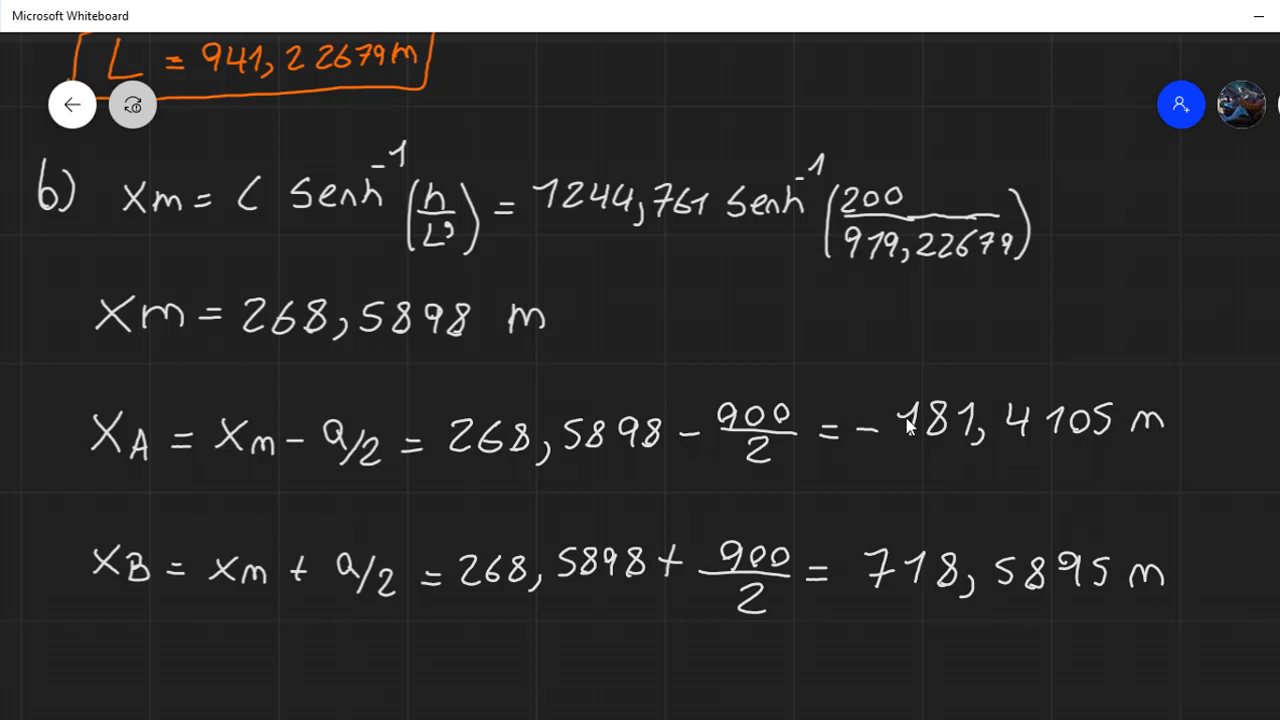 Microsoft Whiteboard
L = 941,22679 m
b) Xm = C Senh⁻¹ (h/L') = 1244,761 Senh⁻¹ (200/919,22679)
Xm = 268,5898 m
XA = Xm - a/2 = 268,5898 - 900/2 = - 181,4105 m
XB = Xm + a/2 = 268,5898 + 900/2 = 718,5895 m